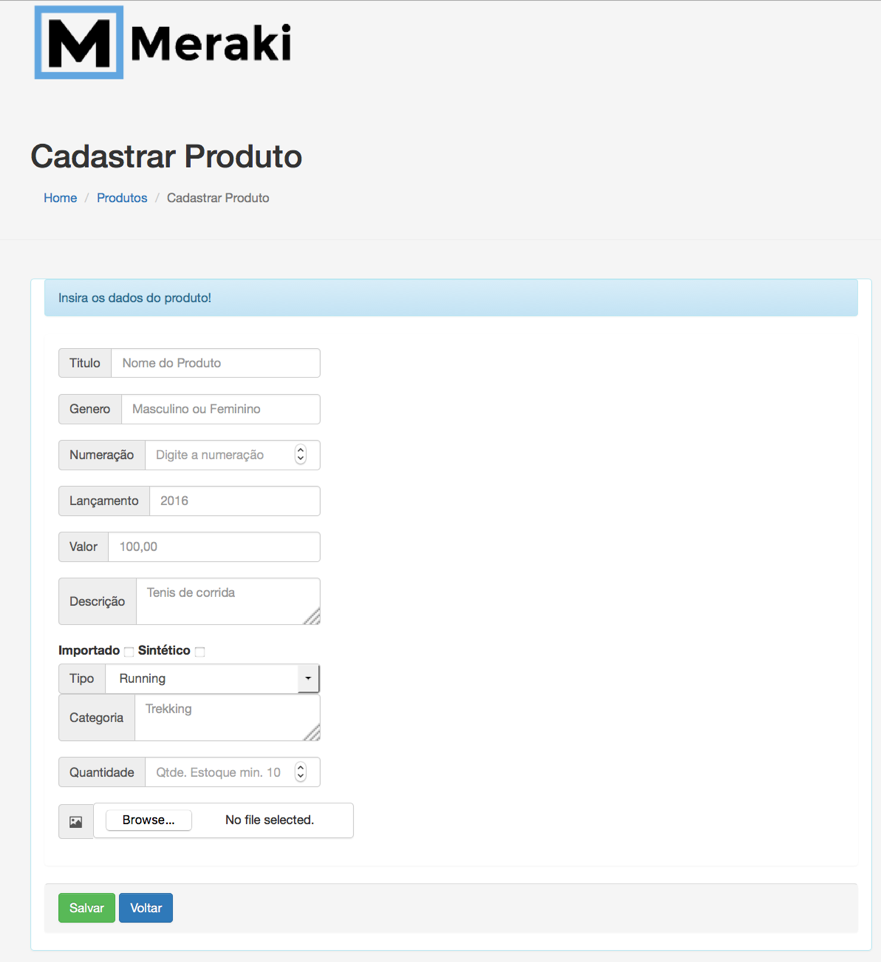 M Meraki
Cadastrar Produto
Home / Produtos / Cadastrar Produto
Insira os dados do produto!
Titulo Nome do Produto
Genero Masculino ou Feminino
Numeração Digite a numeração
Lançamento 2016
Valor 100,00
Descrição Tenis de corrida
Importado Sintético
Tipo Running
Categoria Trekking
Quantidade Qtde. Estoque min. 10
Browse... No file selected.
Salvar Voltar